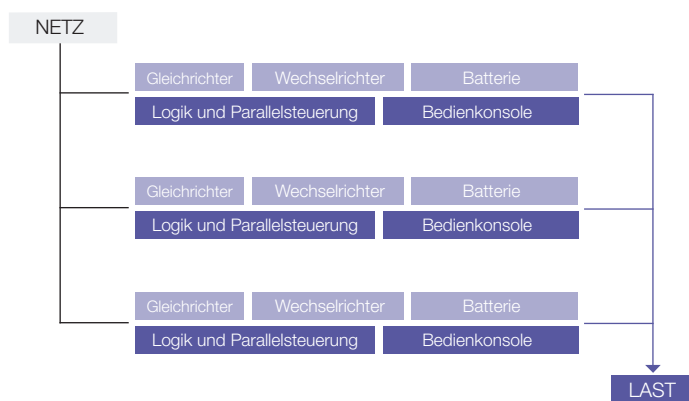 NETZ
Gleichrichter Wechselrichter Batterie
Logik und Parallelsteuerung Bedienkonsole
Gleichrichter Wechselrichter Batterie
Logik und Parallelsteuerung Bedienkonsole
Gleichrichter Wechselrichter Batterie
Logik und Parallelsteuerung Bedienkonsole
LAST